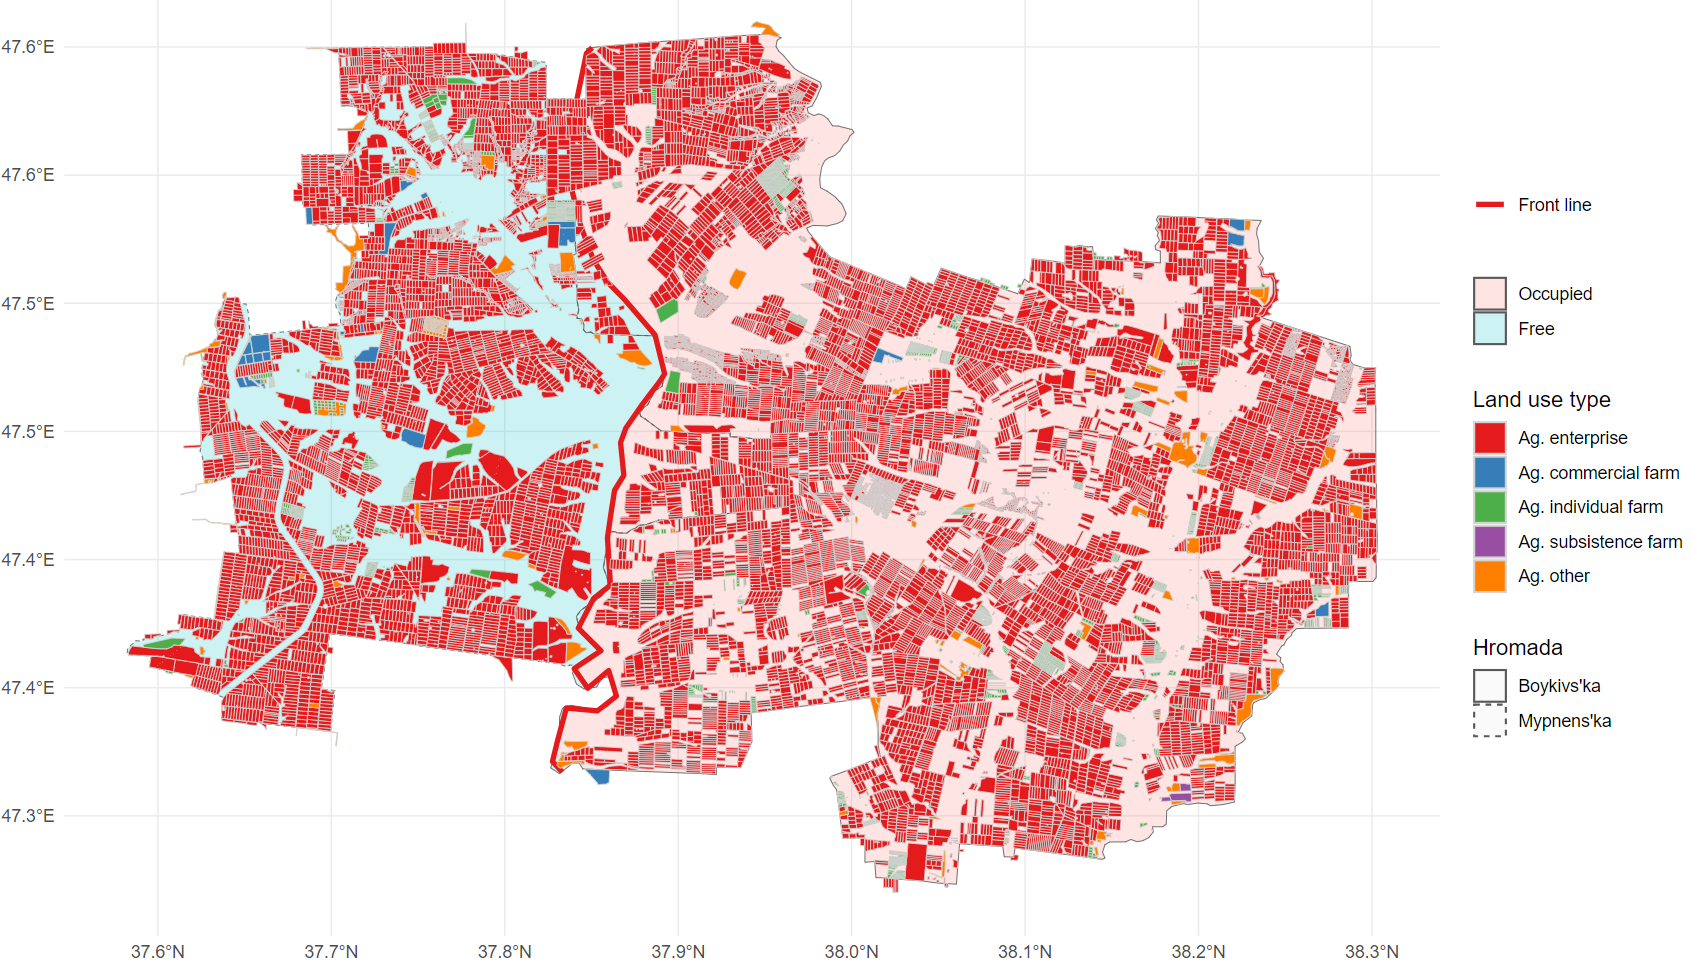 47.6°E
47.6°E
47.5°E
47.5°E
47.4°E
47.4°E
47.3°E
37.6°N
37.7°N
37.8°N
37.9°N
38.0°N
38.1°N
38.2°N
38.3°N
Front line
Occupied
Free
Land use type
Ag. enterprise
Ag. commercial farm
Ag. individual farm
Ag. subsistence farm
Ag. other
Hromada
Boykivs'ka
Mypnens'ka